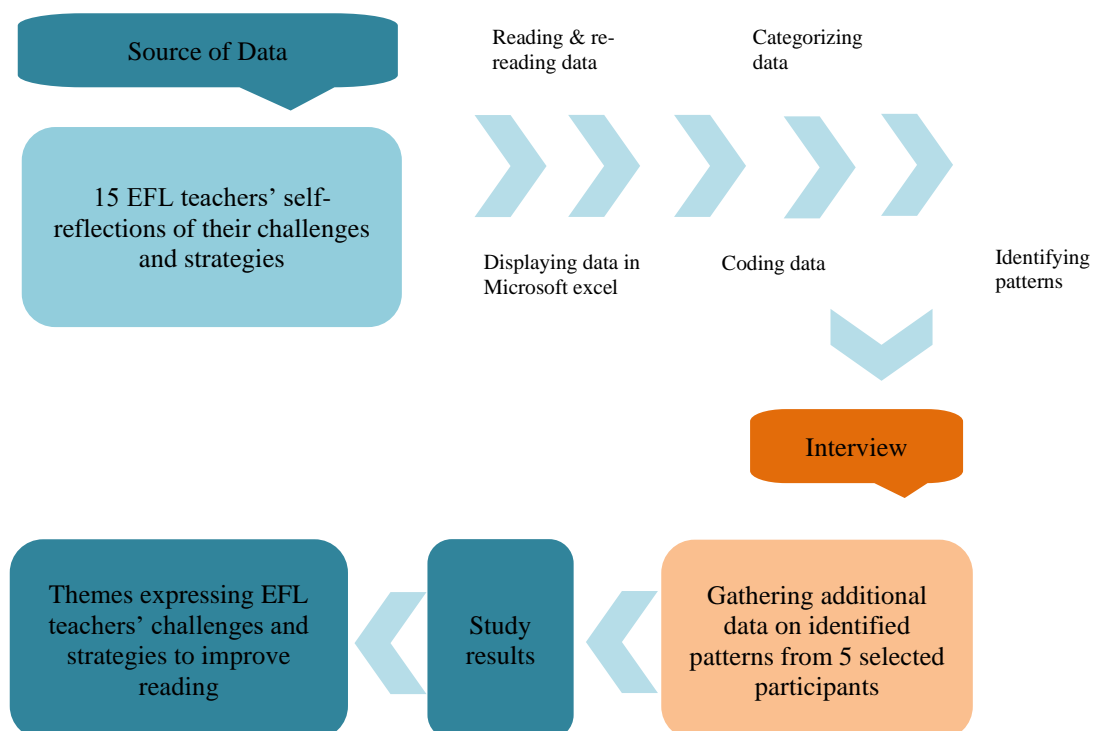 Source of Data
15 EFL teachers’ self-
reflections of their challenges
and strategies
Reading & re-
reading data
Categorizing
data
Displaying data in
Microsoft excel
Coding data
Identifying
patterns
Interview
Gathering additional
data on identified
patterns from 5 selected
participants
Study
results
Themes expressing EFL
teachers’ challenges and
strategies to improve
reading